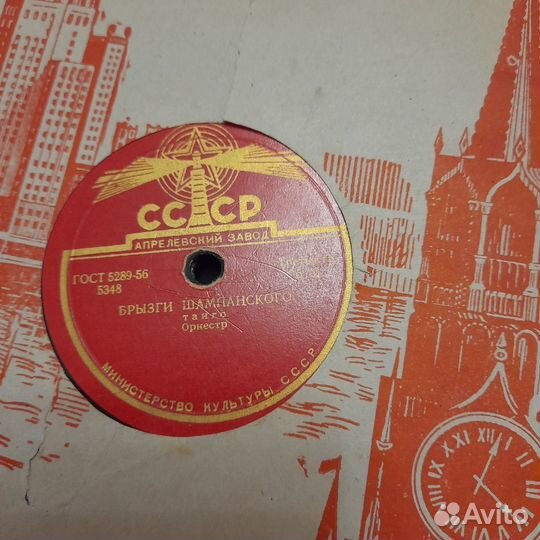 СССР
АПРЕЛЕВСКИЙ ЗАВОД
ГОСТ 5289-56
5348
БРЫЗГИ ШАМПАНСКОГО
танго
Оркестр
МИНИСТЕРСТВО КУЛЬТУРЫ СССР
Avito